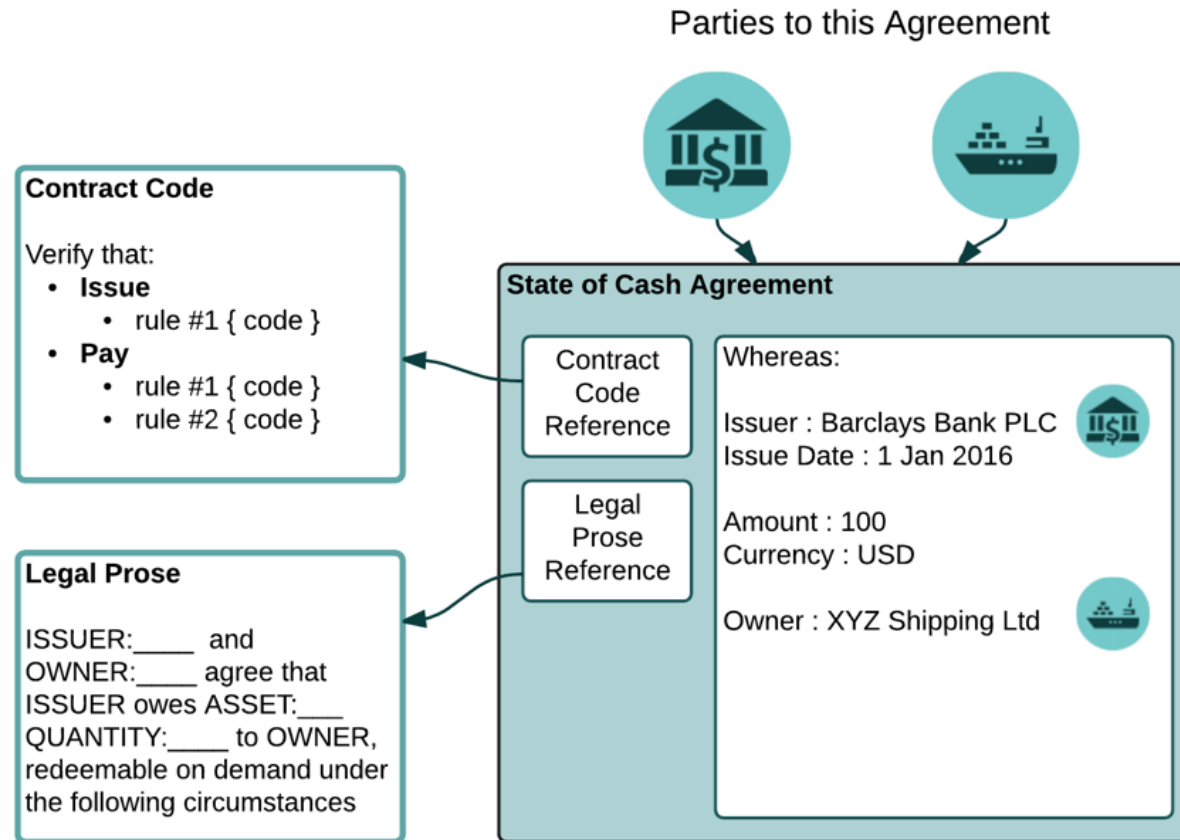 Parties to this Agreement
Contract Code
Verify that:
• Issue
• rule #1 { code }
• Pay
• rule #1 { code }
• rule #2 { code }
Legal Prose
ISSUER:____ and
OWNER:____ agree that
ISSUER owes ASSET:___
QUANTITY:____ to OWNER,
redeemable on demand under
the following circumstances
State of Cash Agreement
Contract
Code
Reference
Legal
Prose
Reference
Whereas:
Issuer : Barclays Bank PLC
Issue Date : 1 Jan 2016
Amount : 100
Currency : USD
Owner : XYZ Shipping Ltd